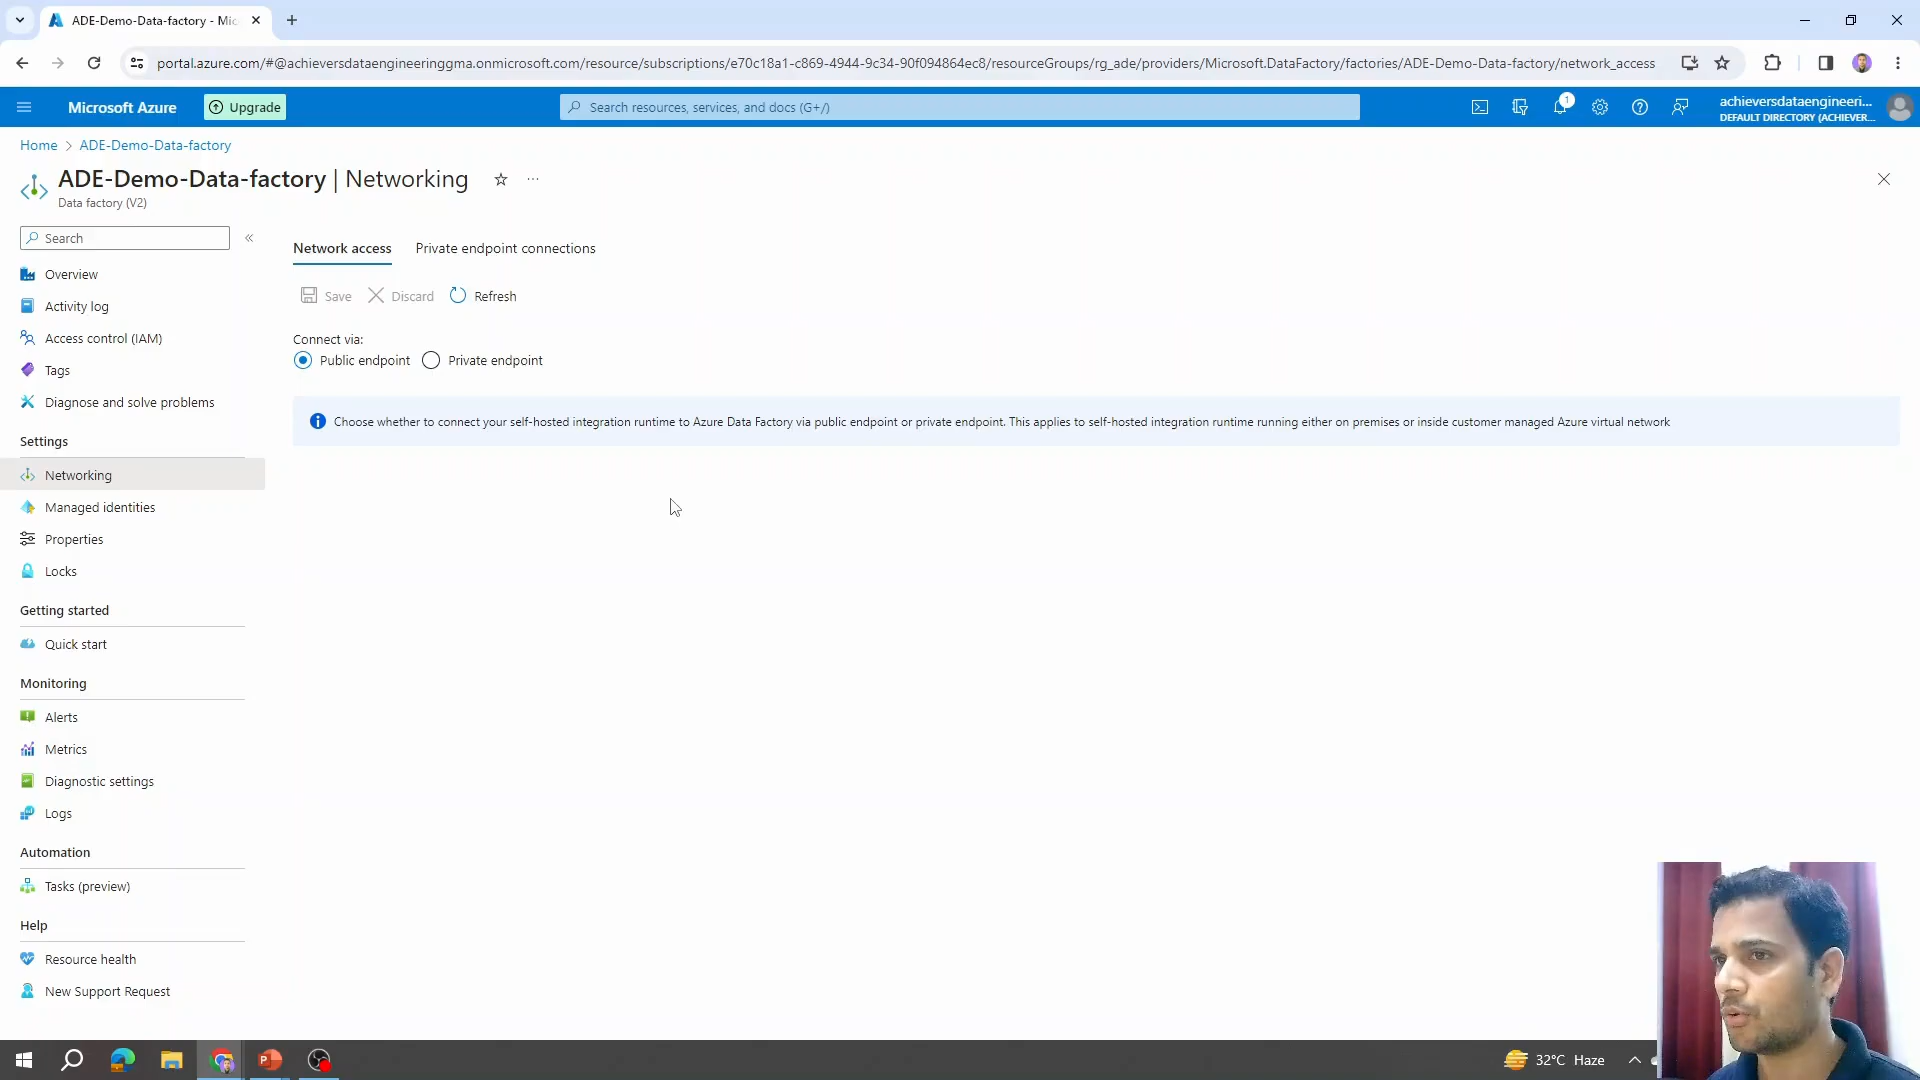 ADE-Demo-Data-factory - Mic
portal.azure.com/#@achieversdataengineeringgma.onmicrosoft.com/resource/subscriptions/e70c18a1-c869-4944-9c34-90f094864ec8/resourceGroups/rg_ade/providers/Microsoft.DataFactory/factories/ADE-Demo-Data-factory/network_access
Microsoft Azure
Upgrade
Search resources, services, and docs (G+/)
1
achieversdataengineeri...
DEFAULT DIRECTORY (ACHIEVER...
Home > ADE-Demo-Data-factory
ADE-Demo-Data-factory | Networking
Data factory (V2)
Search
Overview
Activity log
Access control (IAM)
Tags
Diagnose and solve problems
Settings
Networking
Managed identities
Properties
Locks
Getting started
Quick start
Monitoring
Alerts
Metrics
Diagnostic settings
Logs
Automation
Tasks (preview)
Help
Resource health
New Support Request
Network access
Private endpoint connections
Save
Discard
Refresh
Connect via:
Public endpoint
Private endpoint
Choose whether to connect your self-hosted integration runtime to Azure Data Factory via public endpoint or private endpoint. This applies to self-hosted integration runtime running either on premises or inside customer managed Azure virtual network
32°C Haze